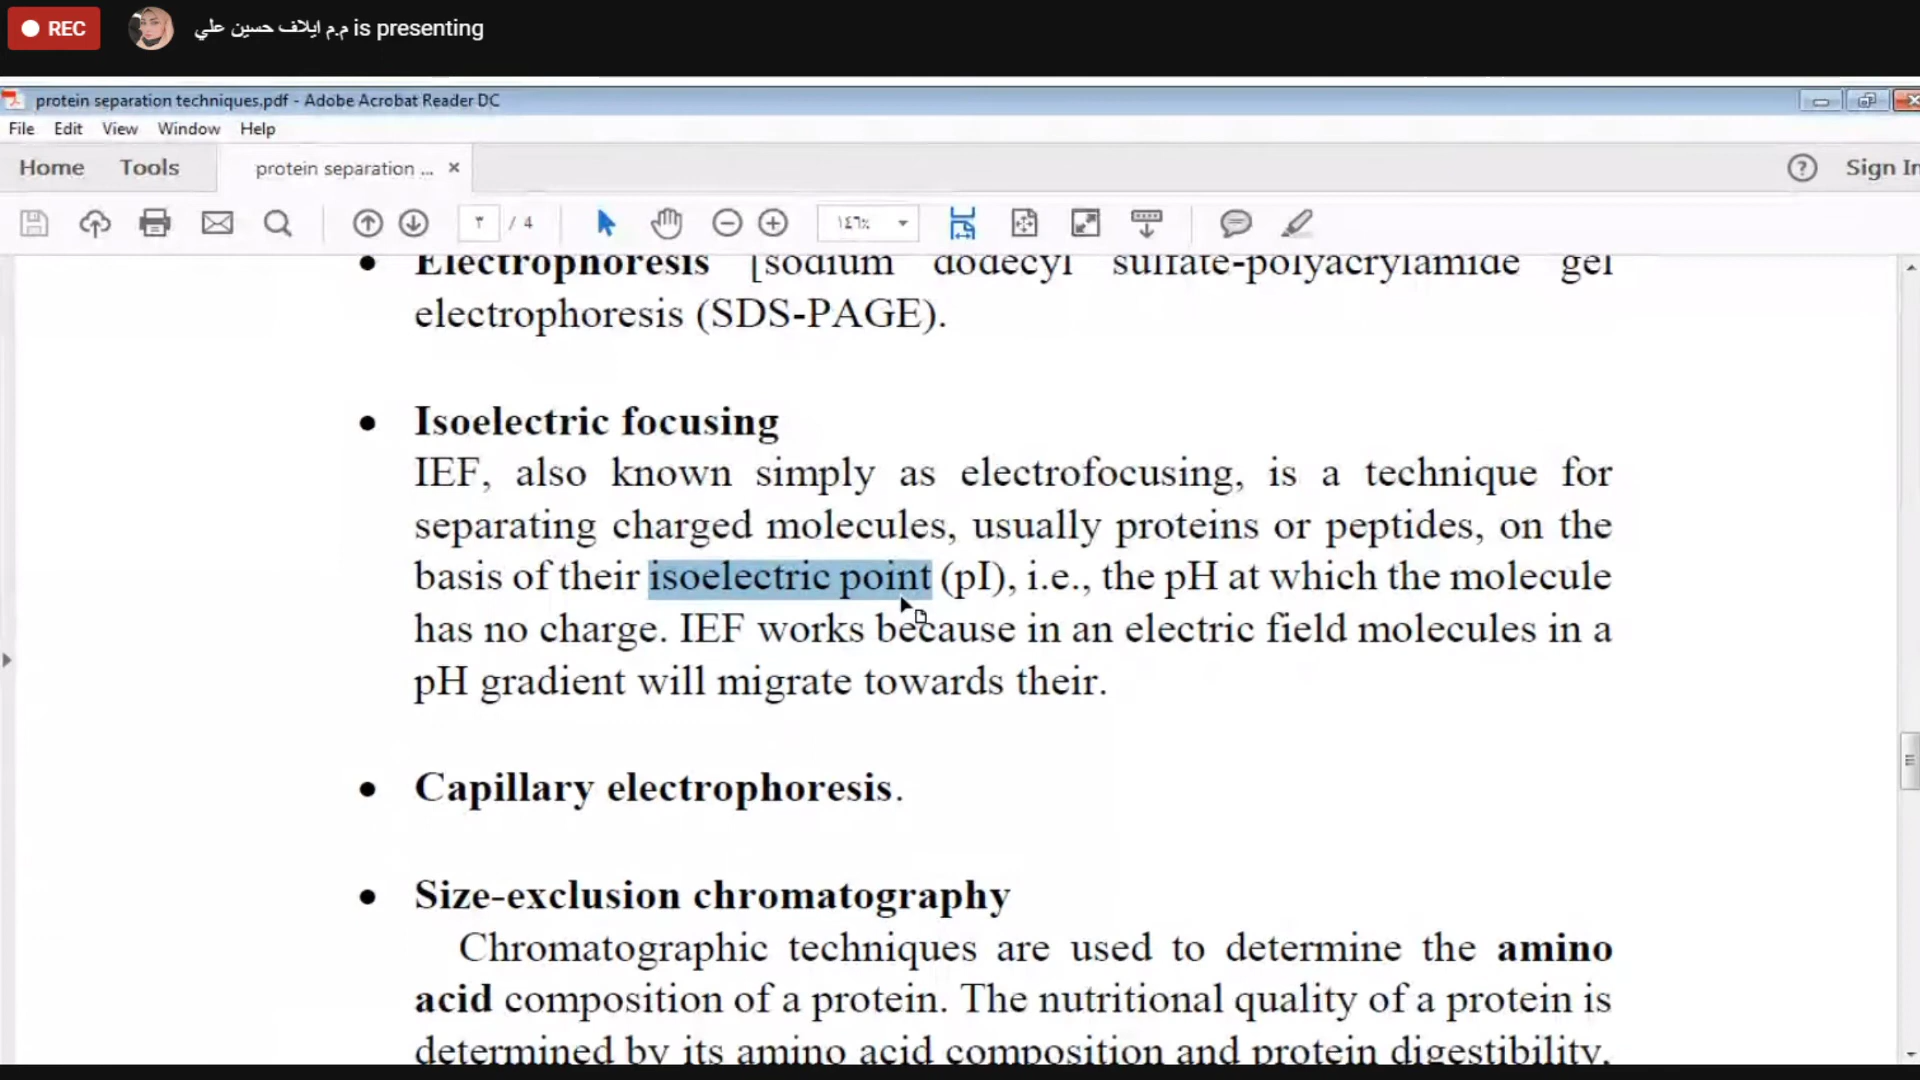 REC
م.م ايلاف حسين علي is presenting
protein separation techniques.pdf - Adobe Acrobat Reader DC
File Edit View Window Help
Home Tools protein separation ... × ? Sign In
٣ / 4 ١٤٦٪
Electrophoresis [sodium dodecyl sulfate-polyacrylamide gel
electrophoresis (SDS-PAGE).
• Isoelectric focusing
IEF, also known simply as electrofocusing, is a technique for
separating charged molecules, usually proteins or peptides, on the
basis of their isoelectric point (pI), i.e., the pH at which the molecule
has no charge. IEF works because in an electric field molecules in a
pH gradient will migrate towards their.
• Capillary electrophoresis.
• Size-exclusion chromatography
Chromatographic techniques are used to determine the amino
acid composition of a protein. The nutritional quality of a protein is
determined by its amino acid composition and protein digestibility.